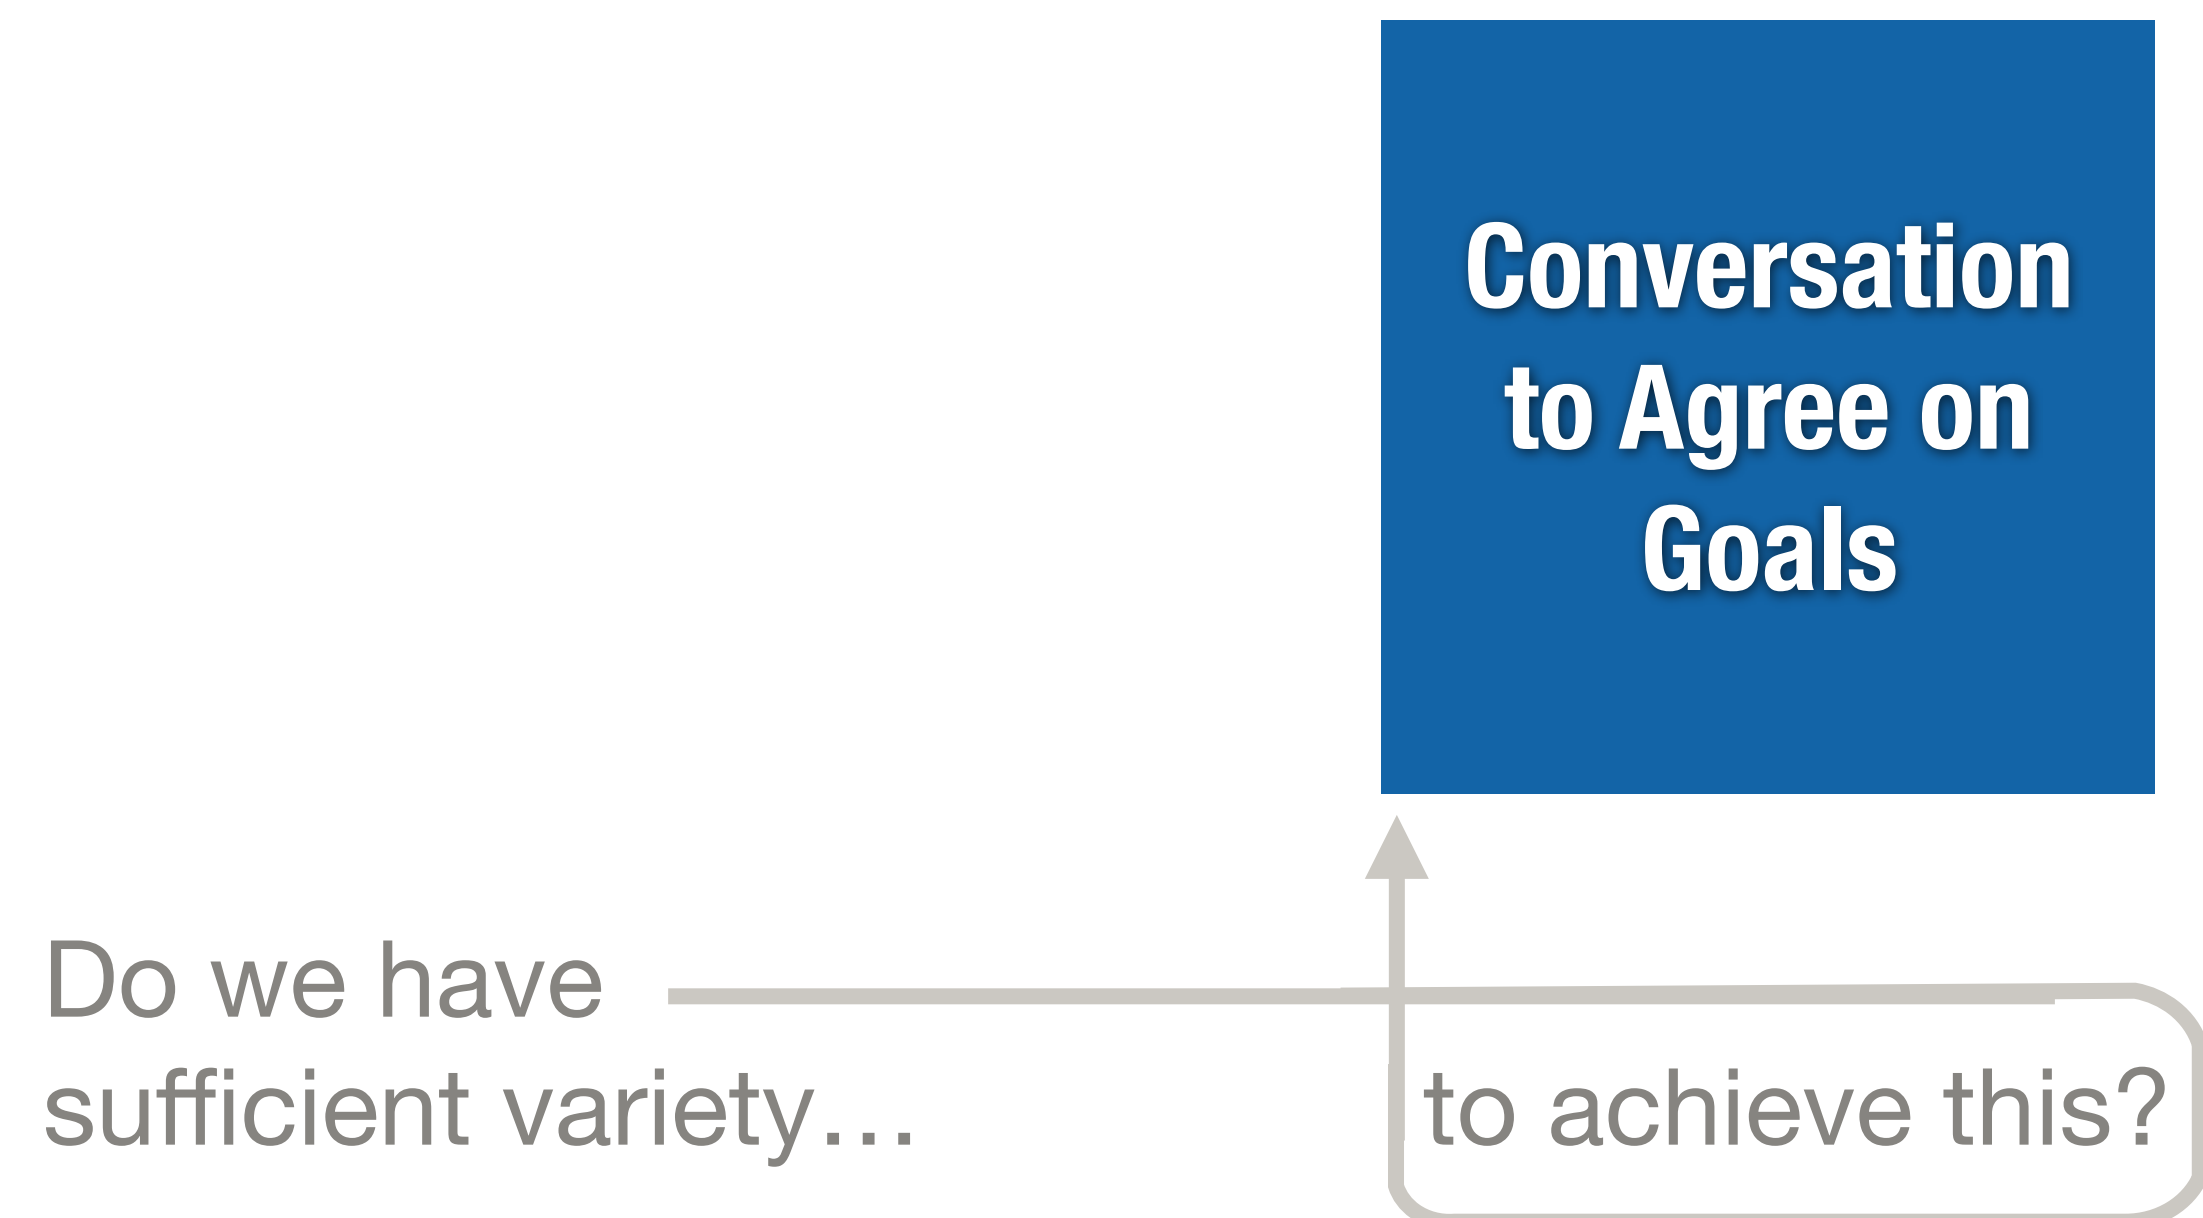 Conversation
to Agree on
Goals
Do we have
sufficient variety…
to achieve this?